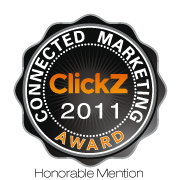 CONNECTED MARKETING
ClickZ
2011
AWARD
Honorable Mention